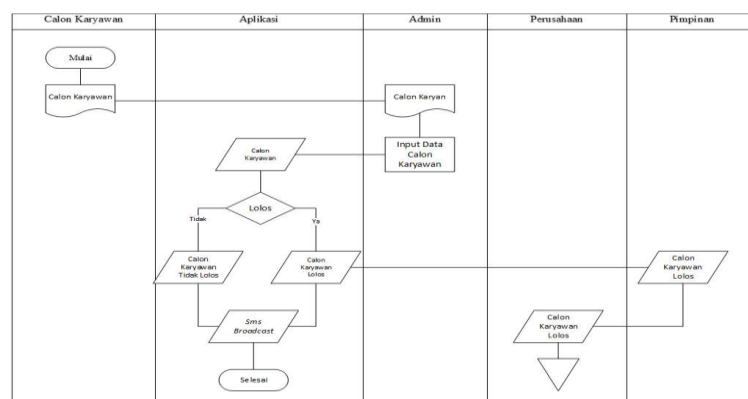 Calon Karyawan
Aplikasi
Admin
Perusahaan
Pimpinan
Mulai
Calon Karyawan
Calon Karyan
Input Data
Calon
Karyawan
Calon
Karyawan
Lolos
Tidak
Ya
Calon
Karyawan
Tidak Lolos
Calon
Karyawan
Lolos
Calon
Karyawan
Lolos
Sms
Broadcast
Calon
Karyawan
Lolos
Selesai